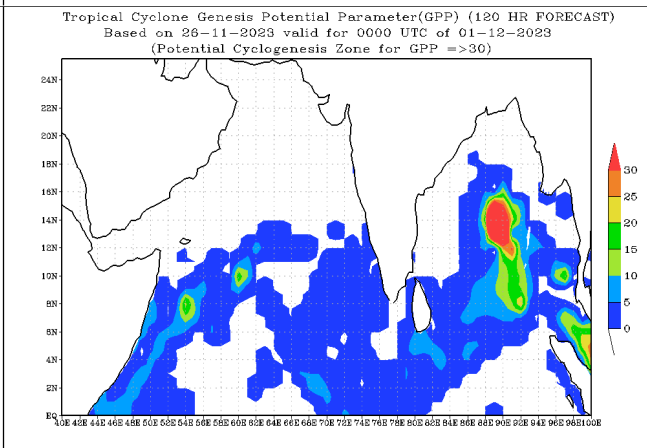 Tropical Cyclone Genesis Potential Parameter(GPP) (120 HR FORECAST)
Based on 26-11-2023 valid for 0000 UTC of 01-12-2023
(Potential Cyclogenesis Zone for GPP =>30)
24N
22N
20N
18N
16N
14N
12N
10N
8N
6N
4N
2N
EQ
40E 42E 44E 46E 48E 50E 52E 54E 56E 58E 60E 62E 64E 66E 68E 70E 72E 74E 76E 78E 80E 82E 84E 86E 88E 90E 92E 94E 96E 98E 100E
30
25
20
15
10
5
0